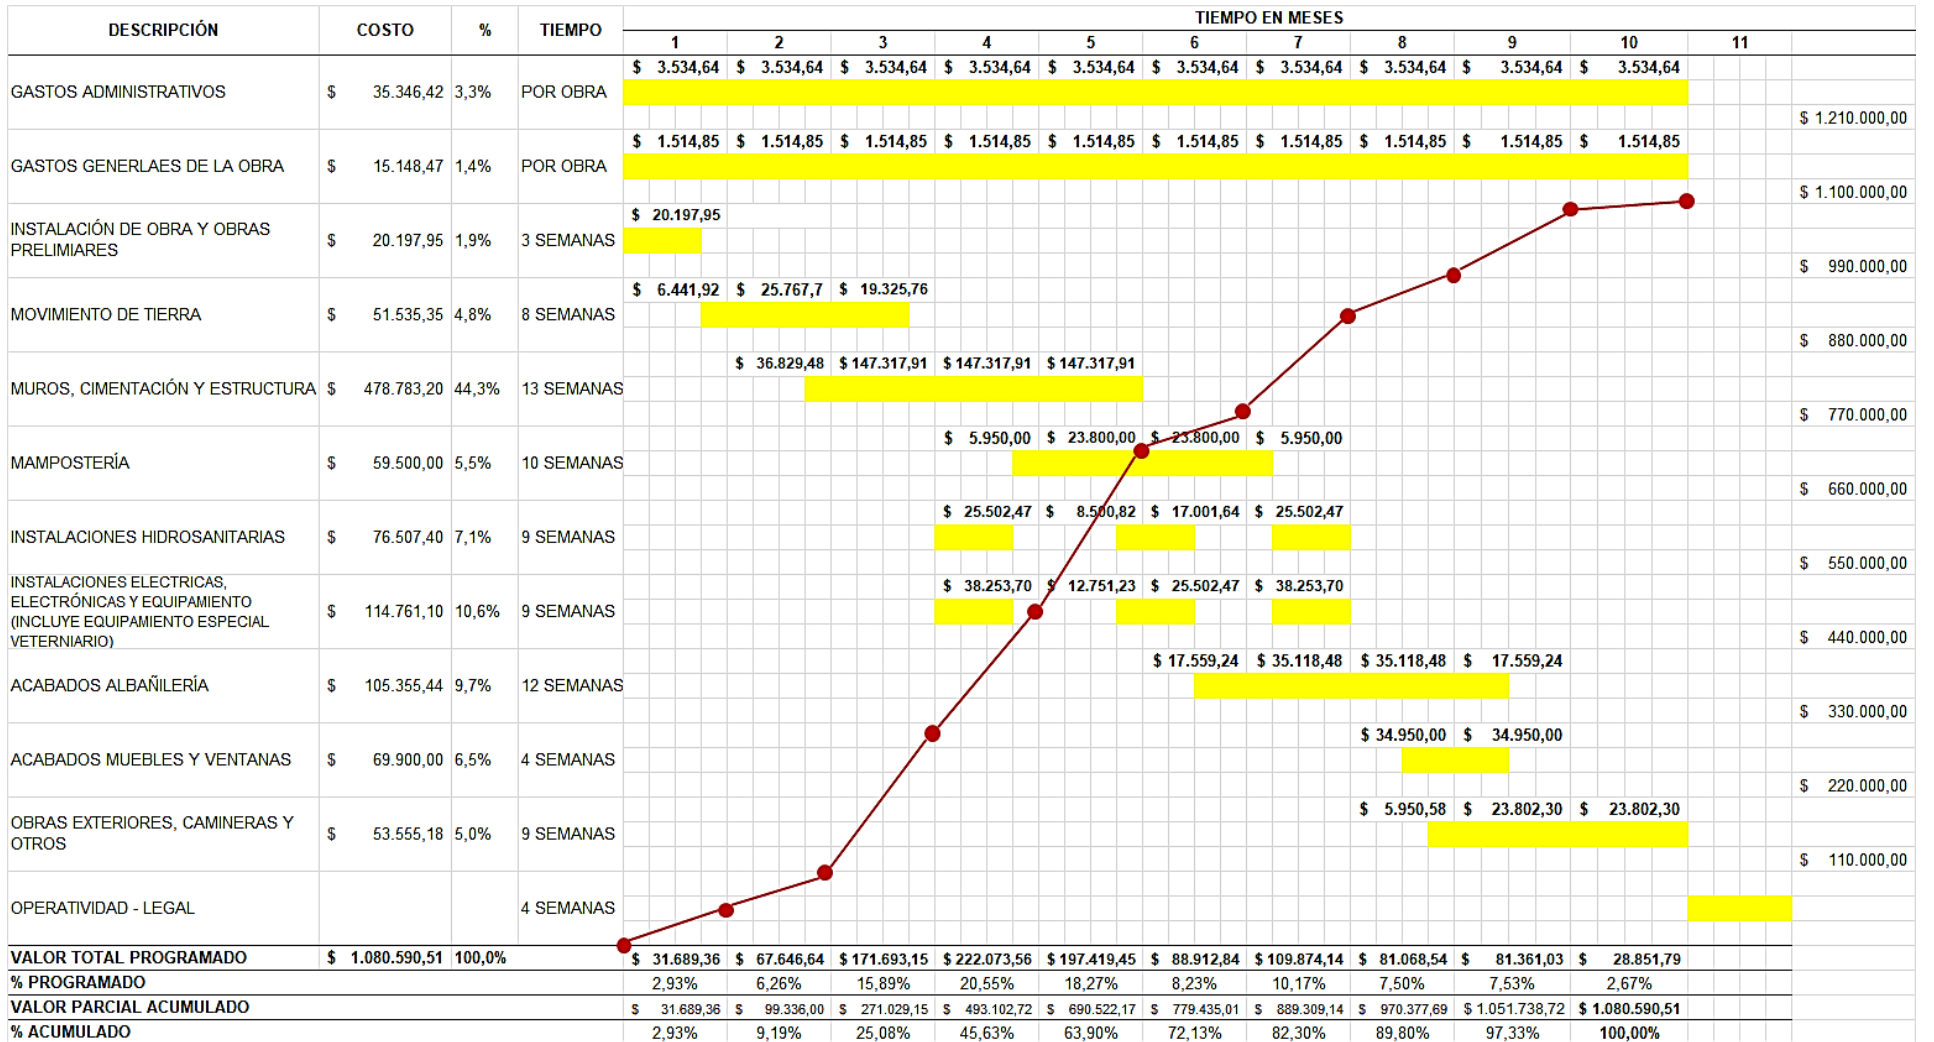 TIEMPO EN MESES
DESCRIPCIÓN COSTO % TIEMPO
1 2 3 4 5 6 7 8 9 10 11
$ 3.534,64 $ 3.534,64 $ 3.534,64 $ 3.534,64 $ 3.534,64 $ 3.534,64 $ 3.534,64 $ 3.534,64 $ 3.534,64 $ 3.534,64
GASTOS ADMINISTRATIVOS $ 35.346,42 3,3% POR OBRA
$ 1.210.000,00
$ 1.514,85 $ 1.514,85 $ 1.514,85 $ 1.514,85 $ 1.514,85 $ 1.514,85 $ 1.514,85 $ 1.514,85 $ 1.514,85 $ 1.514,85
GASTOS GENERLAES DE LA OBRA $ 15.148,47 1,4% POR OBRA
$ 1.100.000,00
$ 20.197,95
INSTALACIÓN DE OBRA Y OBRAS
PRELIMIARES
$ 20.197,95 1,9% 3 SEMANAS
$ 990.000,00
$ 6.441,92 $ 25.767,7 $ 19.325,76
MOVIMIENTO DE TIERRA $ 51.535,35 4,8% 8 SEMANAS
$ 880.000,00
$ 36.829,48 $ 147.317,91 $ 147.317,91 $ 147.317,91
MUROS, CIMENTACIÓN Y ESTRUCTURA $ 478.783,20 44,3% 13 SEMANAS
$ 770.000,00
$ 5.950,00 $ 23.800,00 $ 23.800,00 $ 5.950,00
MAMPOSTERÍA $ 59.500,00 5,5% 10 SEMANAS
$ 660.000,00
$ 25.502,47 $ 8.500,82 $ 17.001,64 $ 25.502,47
INSTALACIONES HIDROSANITARIAS $ 76.507,40 7,1% 9 SEMANAS
$ 550.000,00
$ 38.253,70 $ 12.751,23 $ 25.502,47 $ 38.253,70
INSTALACIONES ELECTRICAS,
ELECTRÓNICAS Y EQUIPAMIENTO
(INCLUYE EQUIPAMIENTO ESPECIAL
VETERNIARIO)
$ 114.761,10 10,6% 9 SEMANAS
$ 440.000,00
$ 17.559,24 $ 35.118,48 $ 35.118,48 $ 17.559,24
ACABADOS ALBAÑILERÍA $ 105.355,44 9,7% 12 SEMANAS
$ 330.000,00
$ 34.950,00 $ 34.950,00
ACABADOS MUEBLES Y VENTANAS $ 69.900,00 6,5% 4 SEMANAS
$ 220.000,00
$ 5.950,58 $ 23.802,30 $ 23.802,30
OBRAS EXTERIORES, CAMINERAS Y
OTROS
$ 53.555,18 5,0% 9 SEMANAS
$ 110.000,00
OPERATIVIDAD - LEGAL 4 SEMANAS
VALOR TOTAL PROGRAMADO $ 1.080.590,51 100,0% $ 31.689,36 $ 67.646,64 $ 171.693,15 $ 222.073,56 $ 197.419,45 $ 88.912,84 $ 109.874,14 $ 81.068,54 $ 81.361,03 $ 28.851,79
% PROGRAMADO 2,93% 6,26% 15,89% 20,55% 18,27% 8,23% 10,17% 7,50% 7,53% 2,67%
VALOR PARCIAL ACUMULADO $ 31.689,36 $ 99.336,00 $ 271.029,15 $ 493.102,72 $ 690.522,17 $ 779.435,01 $ 889.309,14 $ 970.377,69 $ 1.051.738,72 $ 1.080.590,51
% ACUMULADO 2,93% 9,19% 25,08% 45,63% 63,90% 72,13% 82,30% 89,80% 97,33% 100,00%